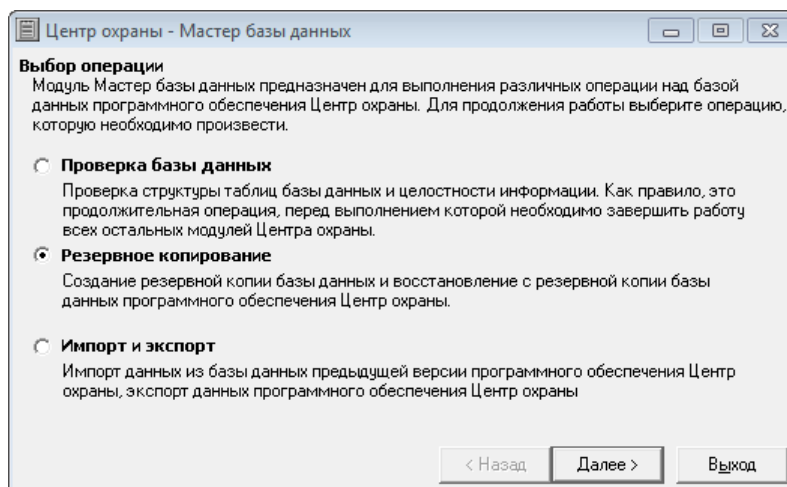 Центр охраны - Мастер базы данных
Выбор операции
Модуль Мастер базы данных предназначен для выполнения различных операции над базой
данных программного обеспечения Центр охраны. Для продолжения работы выберите операцию,
которую необходимо произвести.
Проверка базы данных
Проверка структуры таблиц базы данных и целостности информации. Как правило, это
продолжительная операция, перед выполнением которой необходимо завершить работу
всех остальных модулей Центра охраны.
Резервное копирование
Создание резервной копии базы данных и восстановление с резервной копии базы
данных программного обеспечения Центр охраны.
Импорт и экспорт
Импорт данных из базы данных предыдущей версии программного обеспечения Центр
охраны, экспорт данных программного обеспечения Центр охраны
< Назад Далее > Выход